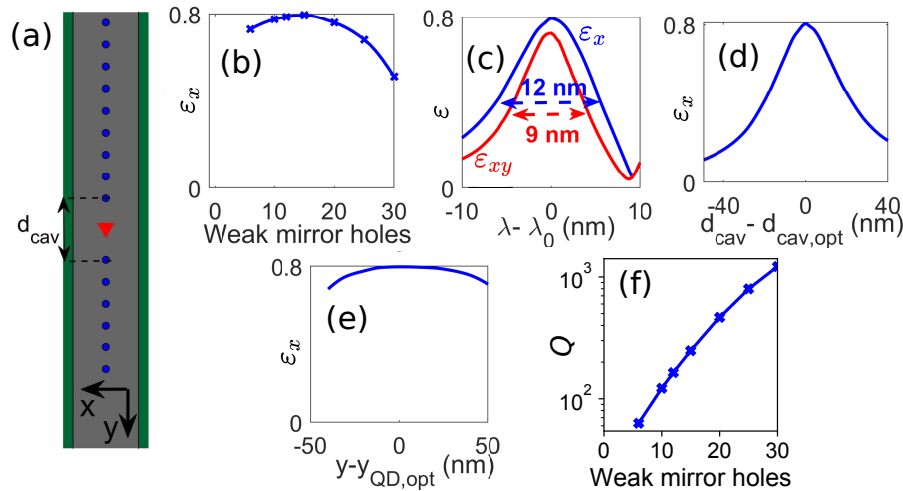 (a)
d_cav
x
y
(b)
ε_x
0.8
0
0 10 20 30
Weak mirror holes
(c)
ε
0.8
0
ε_x
12 nm
9 nm
ε_xy
-10 0 10
λ- λ_0 (nm)
(d)
ε_x
0.8
0
-40 0 40
d_cav- d_cav,opt (nm)
(e)
ε_x
0.8
0
-50 0 50
y-y_QD,opt (nm)
(f)
Q
10^3
10^2
0 10 20 30
Weak mirror holes